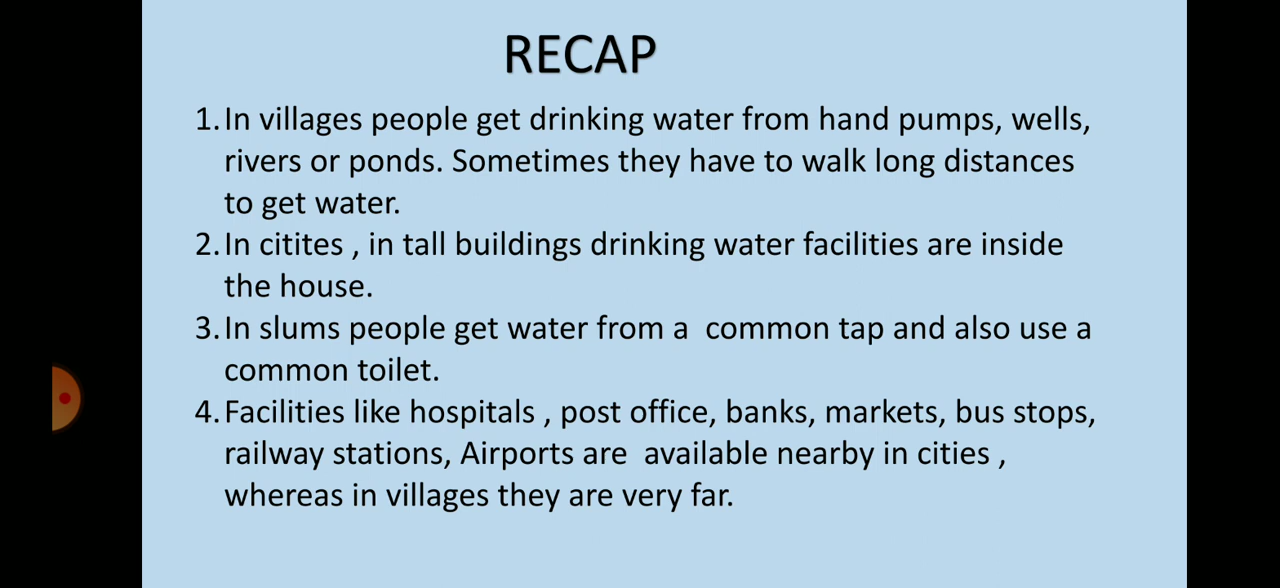 RECAP
1. In villages people get drinking water from hand pumps, wells,
rivers or ponds. Sometimes they have to walk long distances
to get water.
2. In citites , in tall buildings drinking water facilities are inside
the house.
3. In slums people get water from a  common tap and also use a
common toilet.
4. Facilities like hospitals , post office, banks, markets, bus stops,
railway stations, Airports are  available nearby in cities ,
whereas in villages they are very far.